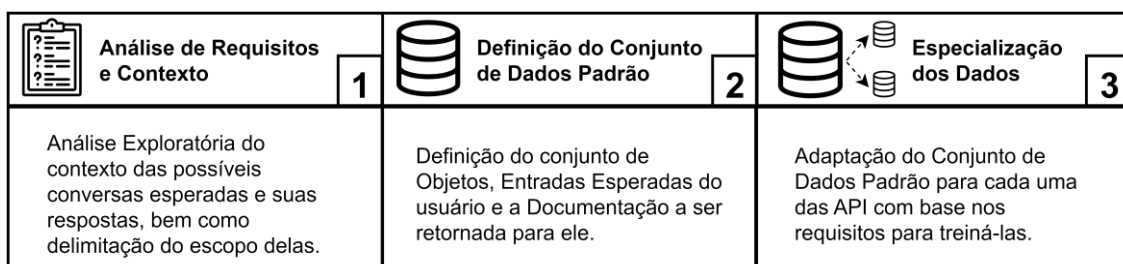 Análise de Requisitos
e Contexto
1
Análise Exploratória do
contexto das possíveis
conversas esperadas e suas
respostas, bem como
delimitação do escopo delas.
Definição do Conjunto
de Dados Padrão
2
Definição do conjunto de
Objetos, Entradas Esperadas do
usuário e a Documentação a ser
retornada para ele.
Especialização
dos Dados
3
Adaptação do Conjunto de
Dados Padrão para cada uma
das API com base nos
requisitos para treiná-las.